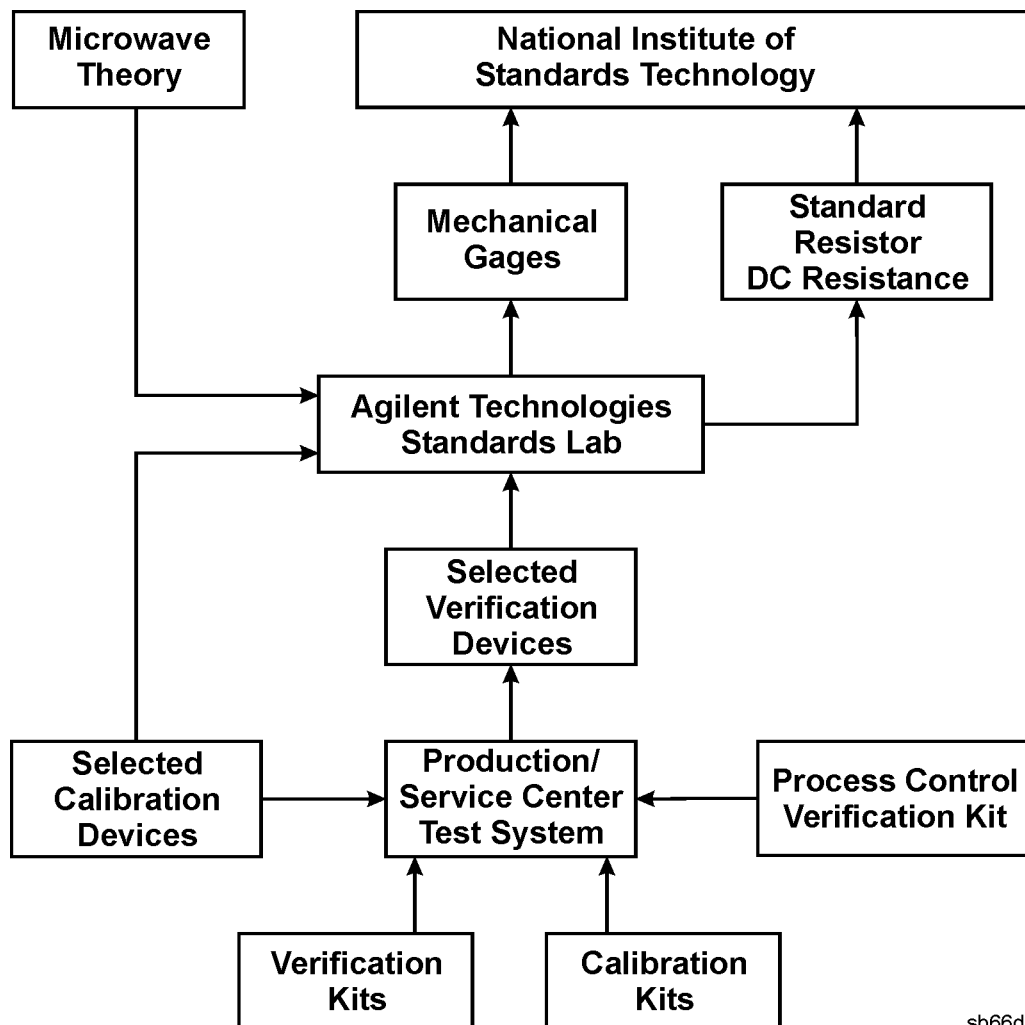 Microwave
Theory
National Institute of
Standards Technology
Mechanical
Gages
Standard
Resistor
DC Resistance
Agilent Technologies
Standards Lab
Selected
Verification
Devices
Selected
Calibration
Devices
Production/
Service Center
Test System
Process Control
Verification Kit
Verification
Kits
Calibration
Kits
sb66d